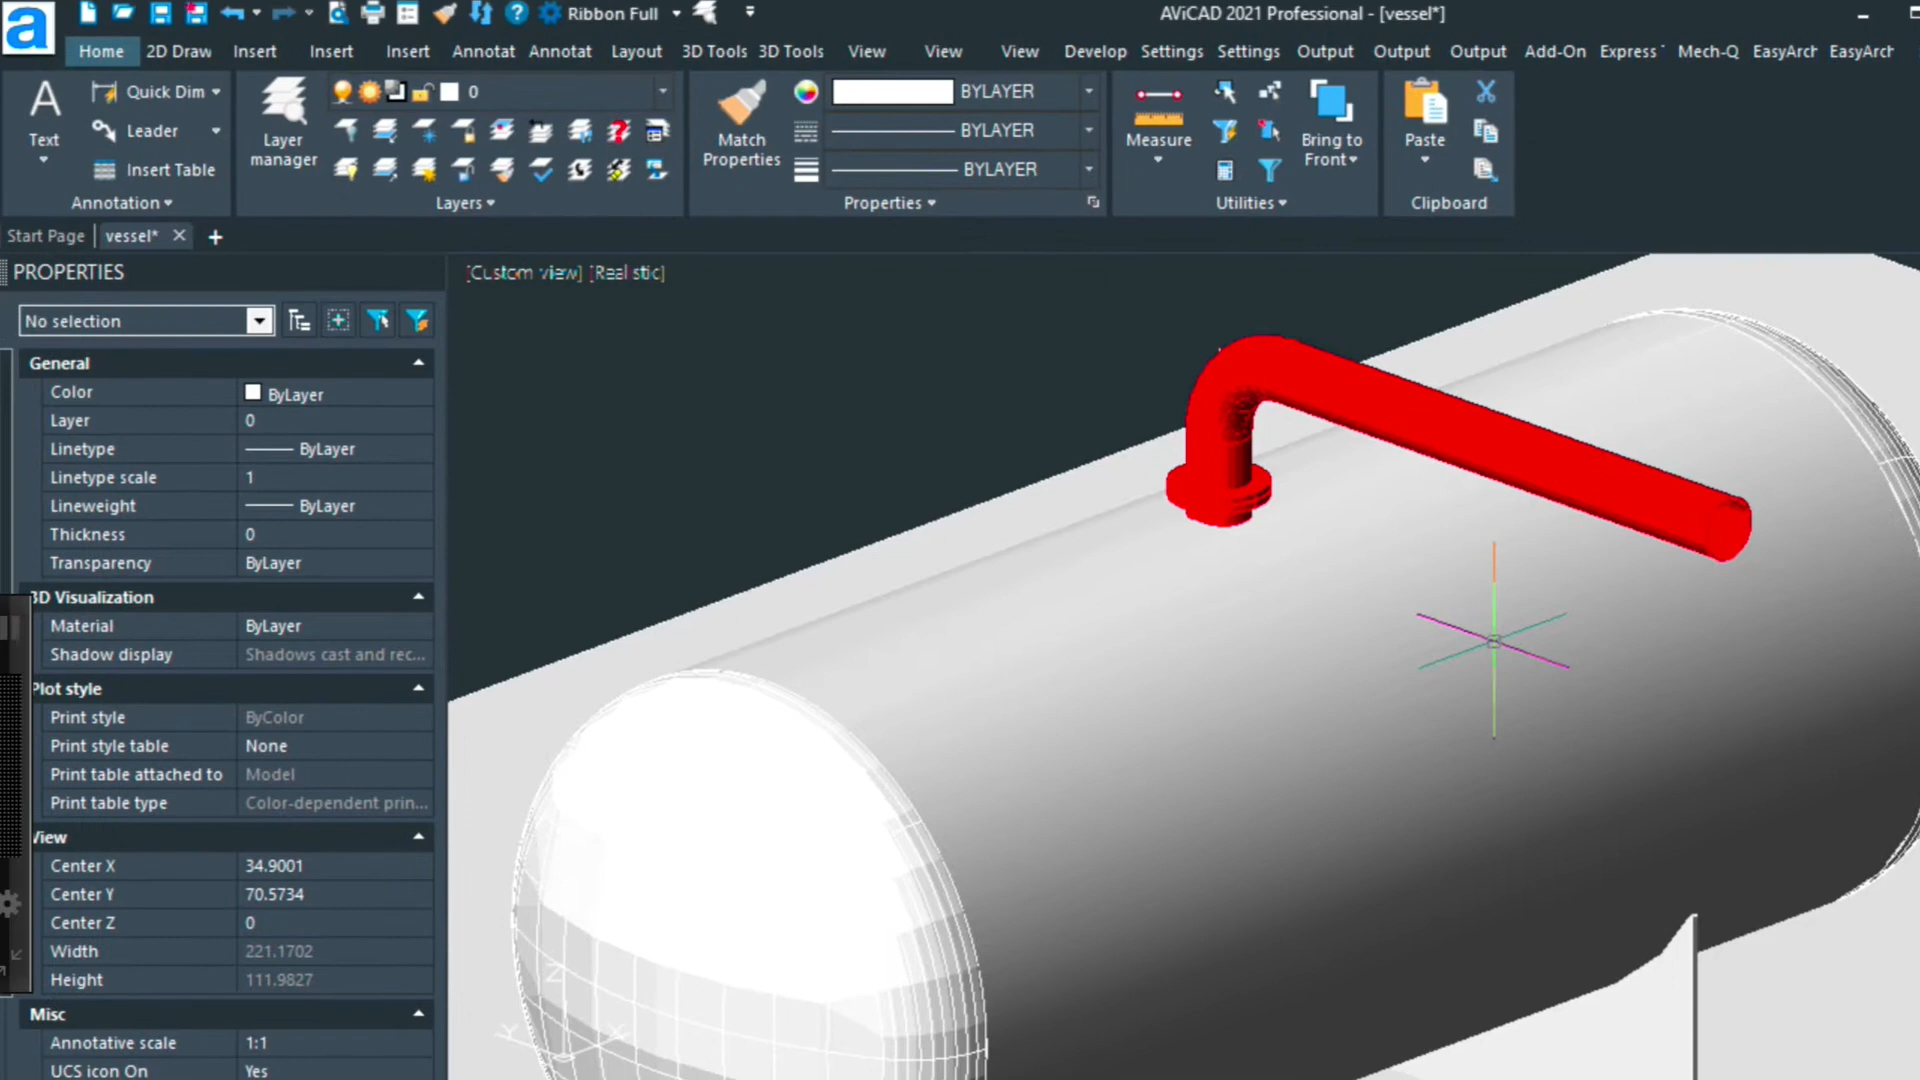 a
Ribbon Full
AViCAD 2021 Professional - [vessel*]
Home 2D Draw Insert Insert Insert Annotat Annotat Layout 3D Tools 3D Tools View View View Develop Settings Settings Output Output Output Add-On Express Mech-Q EasyArch EasyArch
A
Text
Quick Dim
Leader
Insert Table
Annotation
Layer
manager
0
Layers
Match
Properties
BYLAYER
BYLAYER
BYLAYER
Properties
Measure
Bring to
Front
Utilities
Paste
Clipboard
Start Page vessel*
PROPERTIES
[Custom view] [Realistic]
No selection
General
Color ByLayer
Layer 0
Linetype ByLayer
Linetype scale 1
Lineweight ByLayer
Thickness 0
Transparency ByLayer
3D Visualization
Material ByLayer
Shadow display Shadows cast and rec...
Plot style
Print style ByColor
Print style table None
Print table attached to Model
Print table type Color-dependent prin...
View
Center X 34.9001
Center Y 70.5734
Center Z 0
Width 221.1702
Height 111.9827
Misc
Annotative scale 1:1
UCS icon On Yes
Z
Y X